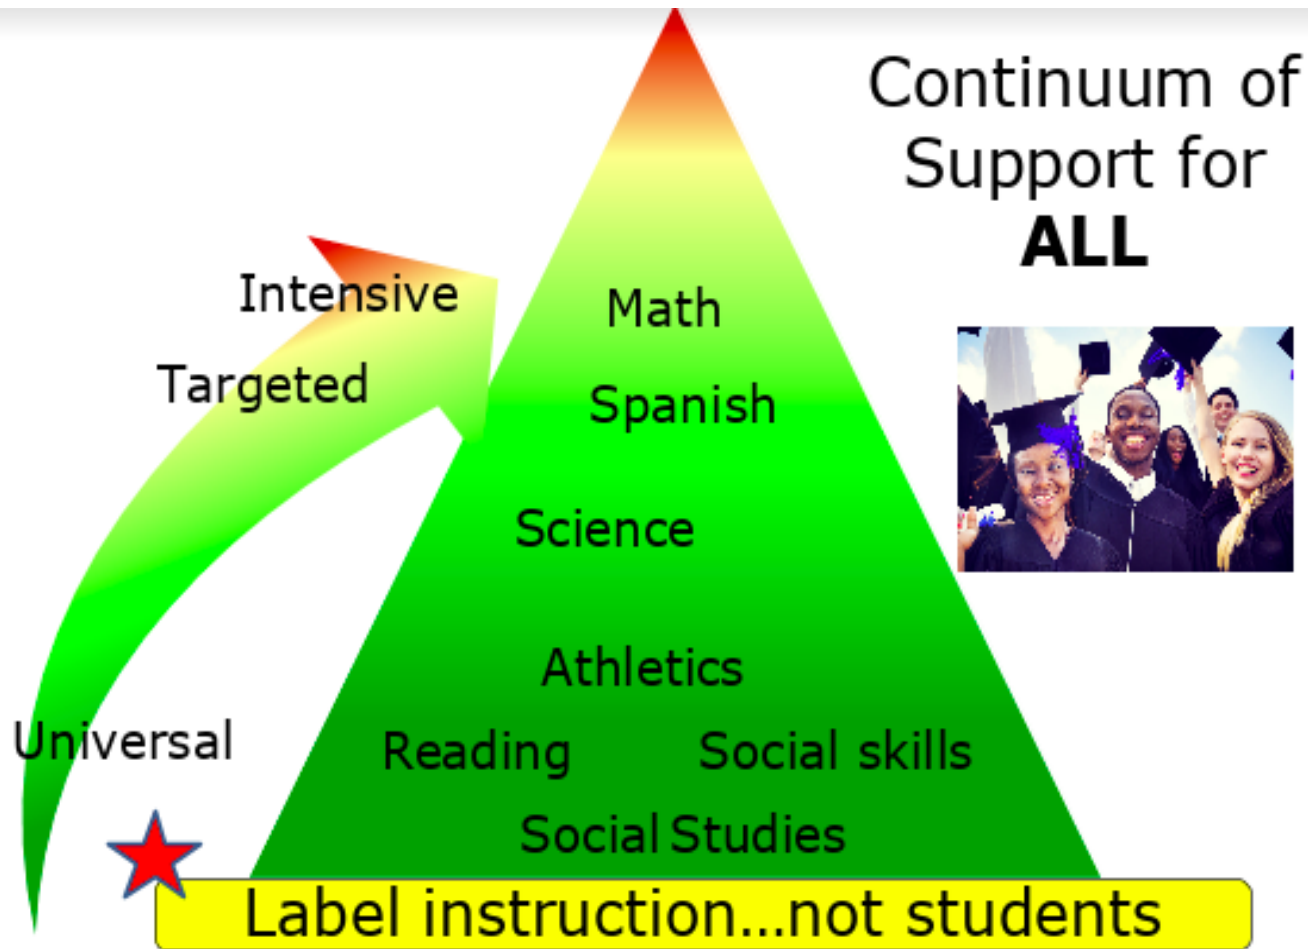 Continuum of
Support for
ALL
Intensive
Targeted
Universal
Math
Spanish
Science
Athletics
Reading
Social skills
Social Studies
Label instruction...not students